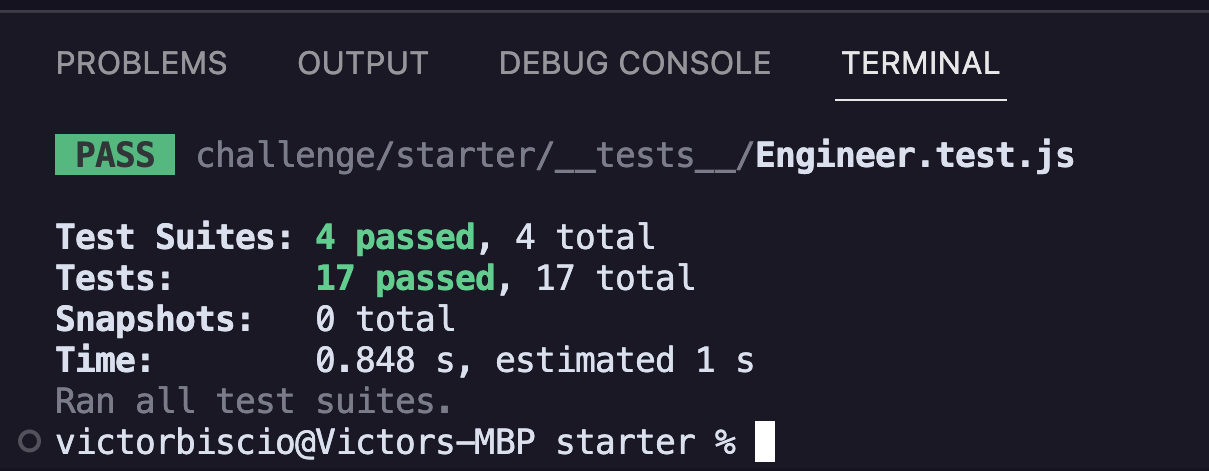 PROBLEMS OUTPUT DEBUG CONSOLE TERMINAL
PASS challenge/starter/__tests__/Engineer.test.js
Test Suites: 4 passed, 4 total
Tests: 17 passed, 17 total
Snapshots: 0 total
Time: 0.848 s, estimated 1 s
Ran all test suites.
victorbiscio@Victors-MBP starter %